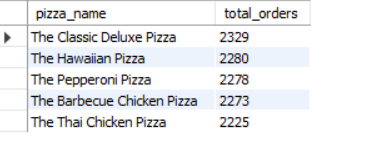 pizza_name total_orders
The Classic Deluxe Pizza 2329
The Hawaiian Pizza 2280
The Pepperoni Pizza 2278
The Barbecue Chicken Pizza 2273
The Thai Chicken Pizza 2225